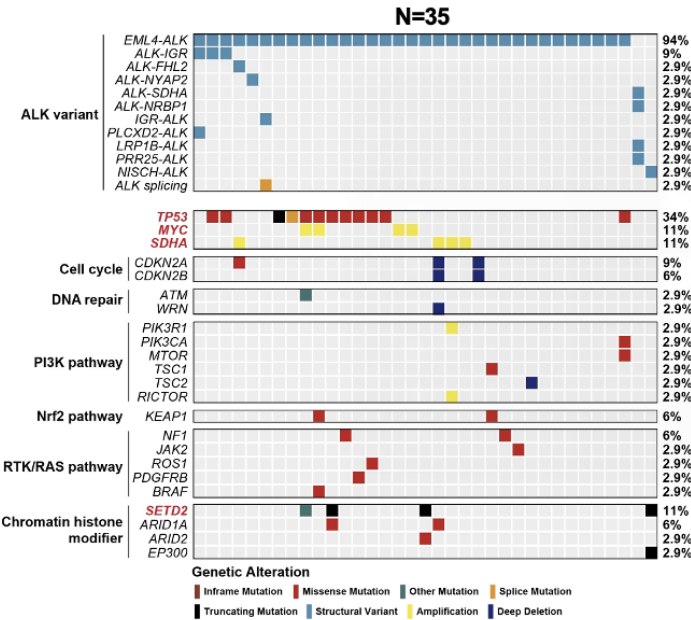 N=35
EML4-ALK 94%
ALK-IGR 9%
ALK-FHL2 2.9%
ALK-NYAP2 2.9%
ALK-SDHA 2.9%
ALK variant ALK-NRBP1 2.9%
IGR-ALK 2.9%
PLCXD2-ALK 2.9%
LRP1B-ALK 2.9%
PRR25-ALK 2.9%
NISCH-ALK 2.9%
ALK splicing 2.9%
TP53 34%
MYC 11%
SDHA 11%
Cell cycle CDKN2A 9%
CDKN2B 6%
DNA repair ATM 2.9%
WRN 2.9%
PIK3R1 2.9%
PIK3CA 2.9%
PI3K pathway MTOR 2.9%
TSC1 2.9%
TSC2 2.9%
RICTOR 2.9%
Nrf2 pathway KEAP1 6%
NF1 6%
JAK2 2.9%
RTK/RAS pathway ROS1 2.9%
PDGFRB 2.9%
BRAF 2.9%
SETD2 11%
Chromatin histone ARID1A 6%
modifier ARID2 2.9%
EP300 2.9%
Genetic Alteration
Inframe Mutation Missense Mutation Other Mutation Splice Mutation
Truncating Mutation Structural Variant Amplification Deep Deletion